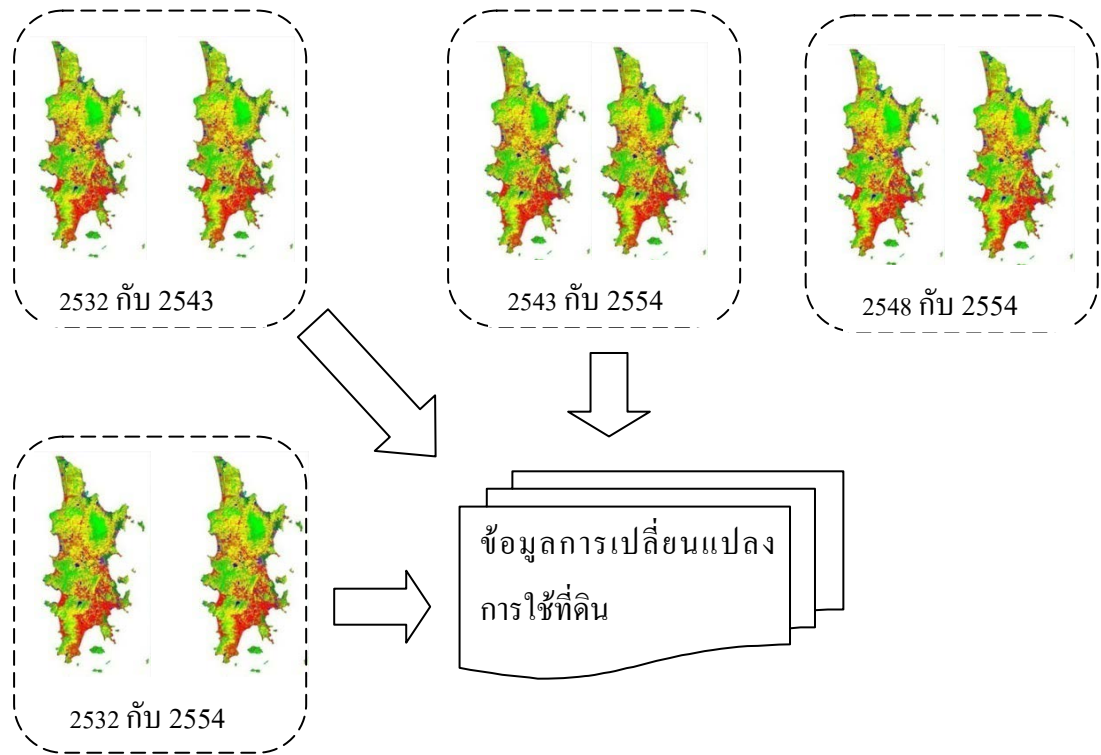 2532 กับ 2543
2543 กับ 2554
2548 กับ 2554
ข้อมูลการเปลี่ยนแปลง
การใช้ที่ดิน
2532 กับ 2554